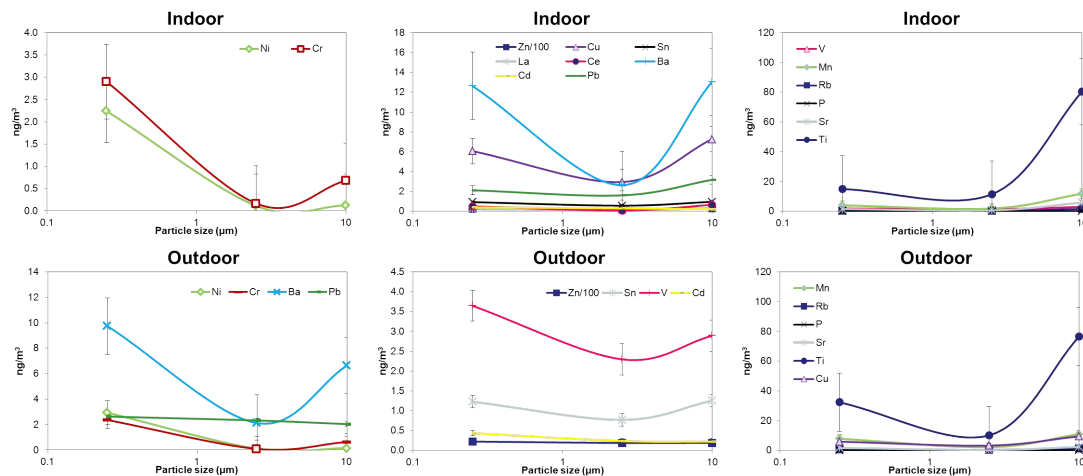 Indoor
4.0
3.5
3.0
2.5
2.0
1.5
1.0
0.5
0.0
ng/m³
Ni Cr
0.1 1 10
Particle size (µm)
Indoor
18
16
14
12
10
8
6
4
2
0
ng/m³
Zn/100 Cu Sn
La Ce Ba
Cd Pb
0.1 1 10
Particle size (µm)
Indoor
120
100
80
60
40
20
0
ng/m³
V
Mn
Rb
P
Sr
Ti
0.1 1 10
Particle size (µm)
Outdoor
14
12
10
8
6
4
2
0
ng/m³
Ni Cr Ba Pb
0.1 1 10
Particle size (µm)
Outdoor
4.5
4.0
3.5
3.0
2.5
2.0
1.5
1.0
0.5
0.0
ng/m³
Zn/100 Sn V Cd
0.1 1 10
Particle size (µm)
Outdoor
120
100
80
60
40
20
0
ng/m³
Mn
Rb
P
Sr
Ti
Cu
0.1 1 10
Particle size (µm)